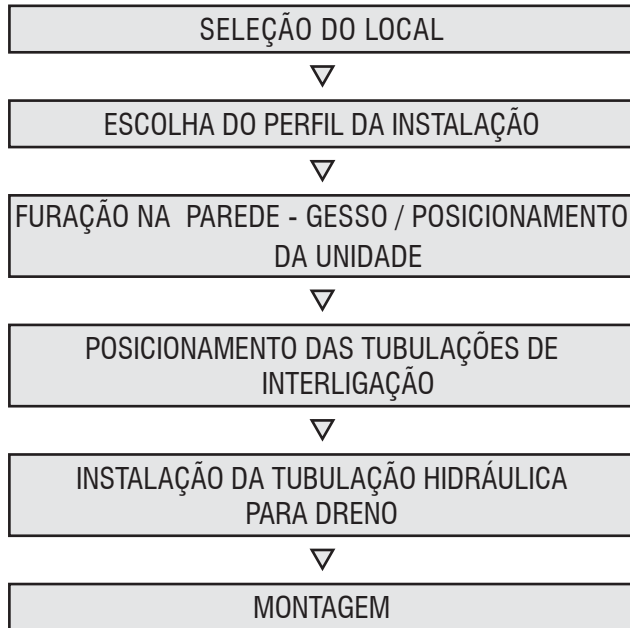 SELEÇÃO DO LOCAL
ESCOLHA DO PERFIL DA INSTALAÇÃO
FURAÇÃO NA PAREDE - GESSO / POSICIONAMENTO
DA UNIDADE
POSICIONAMENTO DAS TUBULAÇÕES DE
INTERLIGAÇÃO
INSTALAÇÃO DA TUBULAÇÃO HIDRÁULICA
PARA DRENO
MONTAGEM